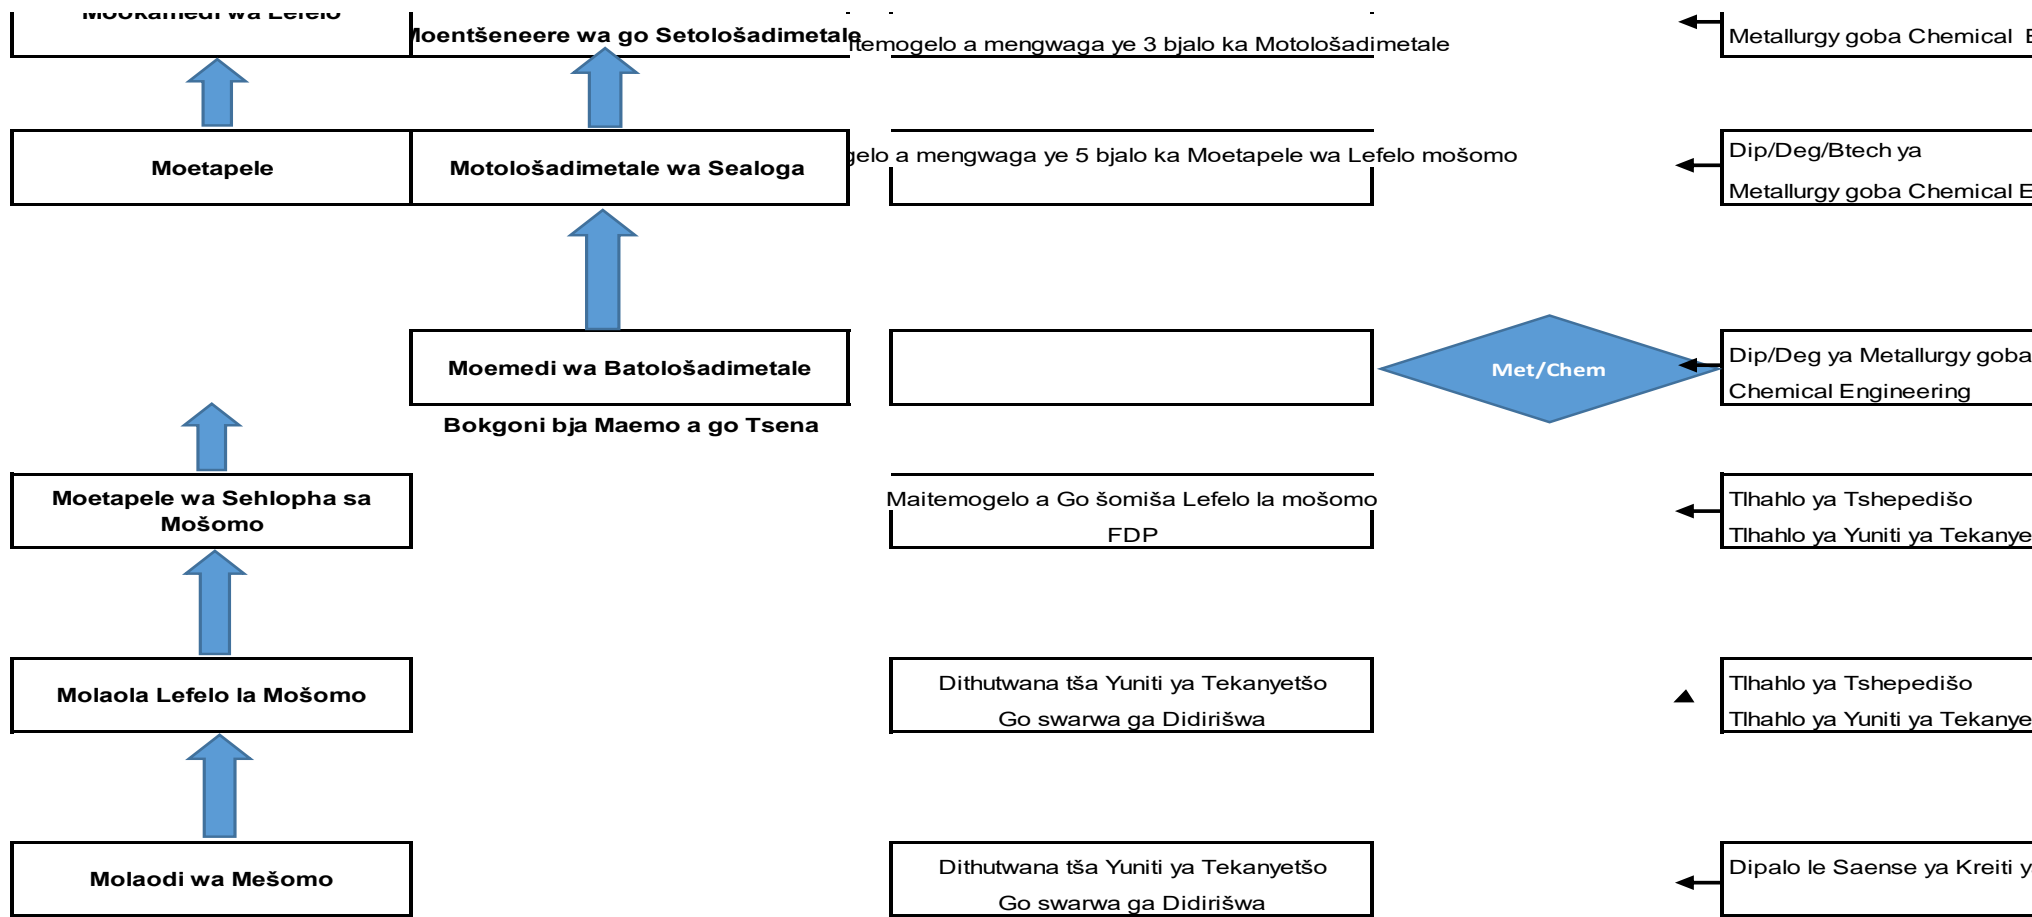 Mookamedi wa Lefelo
Moentšeneere wa go Setološadimetale
itemogelo a mengwaga ye 3 bjalo ka Motološadimetale
Metallurgy goba Chemical E
Moetapele
Motološadimetale wa Sealoga
gelo a mengwaga ye 5 bjalo ka Moetapele wa Lefelo mošomo
Dip/Deg/Btech ya
Metallurgy goba Chemical E
Moemedi wa Batološadimetale
Met/Chem
Dip/Deg ya Metallurgy goba
Chemical Engineering
Bokgoni bja Maemo a go Tsena
Moetapele wa Sehlopha sa
Mošomo
Maitemogelo a Go šomiša Lefelo la mošomo
FDP
Tlhahlo ya Tshepedišo
Tlhahlo ya Yuniti ya Tekanye
Molaola Lefelo la Mošomo
Dithutwana tša Yuniti ya Tekanyetšo
Go swarwa ga Didirišwa
Tlhahlo ya Tshepedišo
Tlhahlo ya Yuniti ya Tekanye
Molaodi wa Mešomo
Dithutwana tša Yuniti ya Tekanyetšo
Go swarwa ga Didirišwa
Dipalo le Saense ya Kreiti y